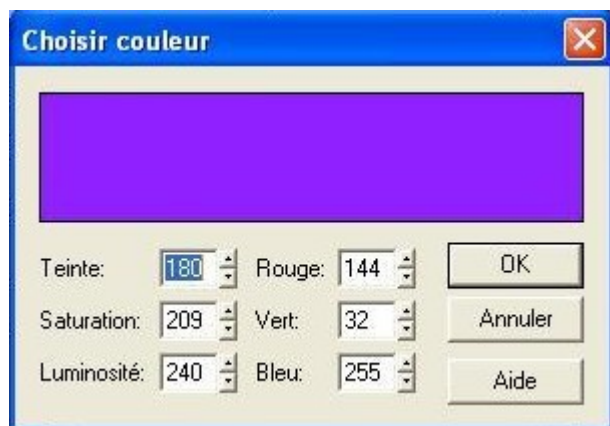 Choisir couleur
Teinte: 180 Rouge: 144 OK
Saturation: 209 Vert: 32 Annuler
Luminosité: 240 Bleu: 255 Aide